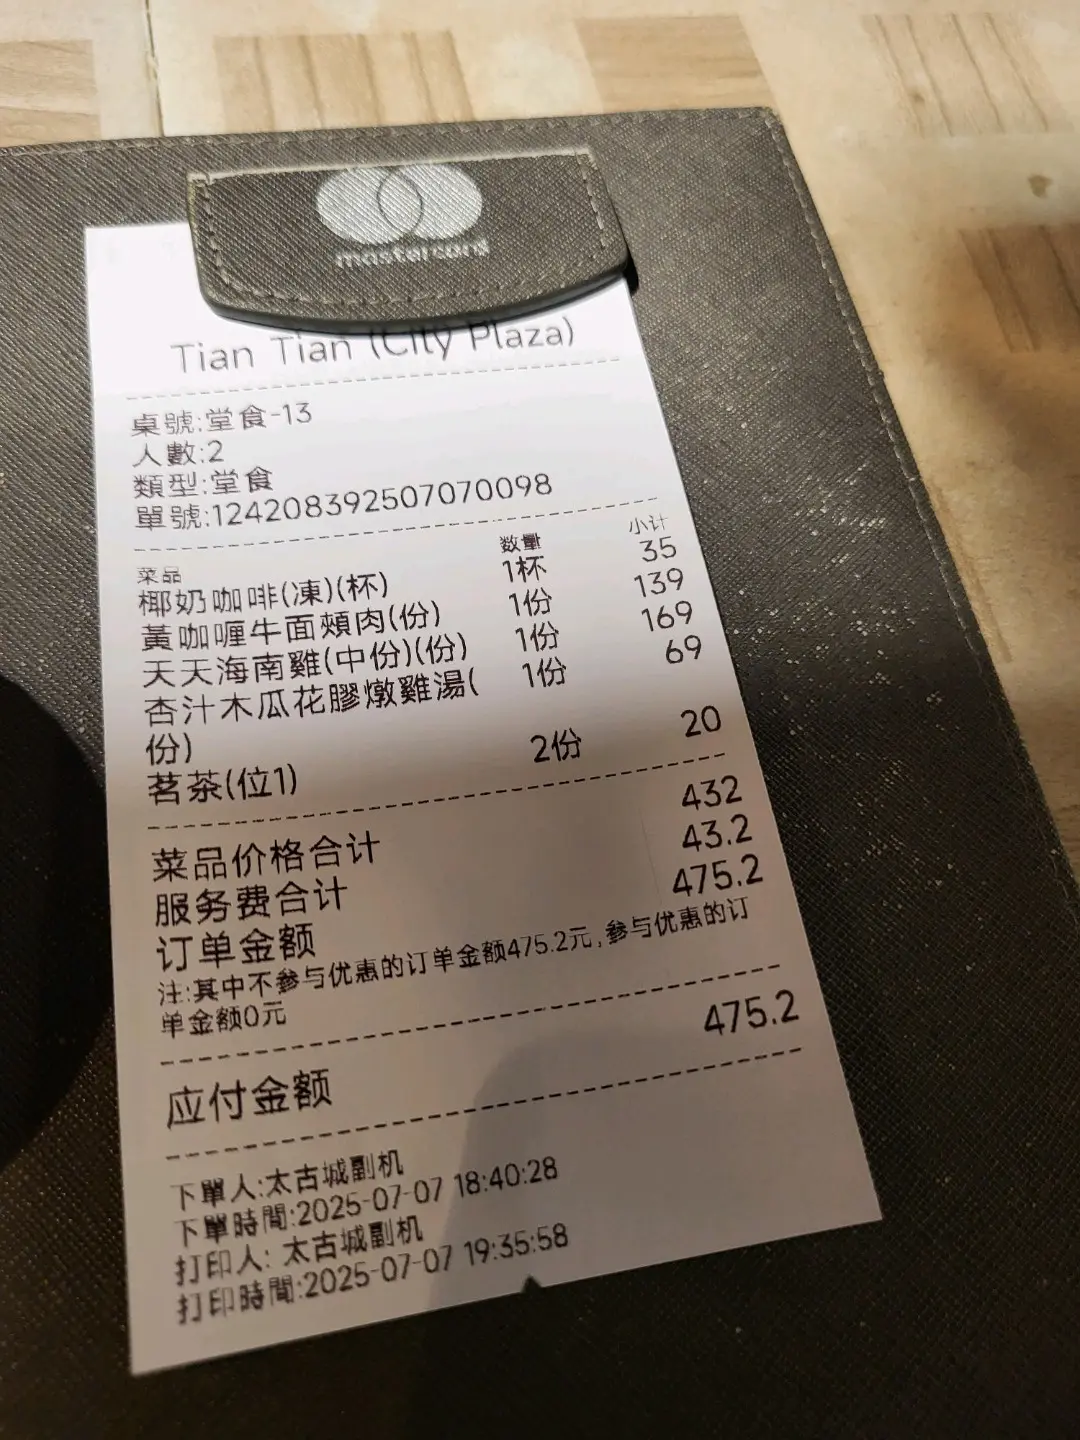 mastercard
Tian Tian (City Plaza)
桌號:堂食-13
人數:2
類型:堂食
單號:124208392507070098
菜品 数量 小计
椰奶咖啡(凍)(杯) 1杯 35
黃咖喱牛面頰肉(份) 1份 139
天天海南雞(中份)(份) 1份 169
杏汁木瓜花膠燉雞湯( 1份 69
份)
茗茶(位1) 2份 20
菜品价格合计 432
服务费合计 43.2
订单金额 475.2
注:其中不参与优惠的订单金额475.2元,参与优惠的订
单金额0元
应付金额 475.2
下單人:太古城副机
下單時間:2025-07-07 18:40:28
打印人: 太古城副机
打印時間:2025-07-07 19:35:58